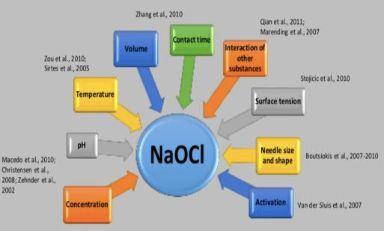 Zhang et al., 2010
Qian et al., 2011;
Marending et al., 2007
Volume
Contact time
Interaction of
other
substances
Zou et al., 2010;
Sirtes et al., 2005
Stojicic et al., 2010
Temperature
Surface tension
pH
NaOCl
Needle size
and shape
Boutsiokis et al., 2007-2010
Macedo et al., 2010;
Christensen et al.,
2008; Zehnder et al.,
2002
Concentration
Activation
Van der Sluis et al., 2007